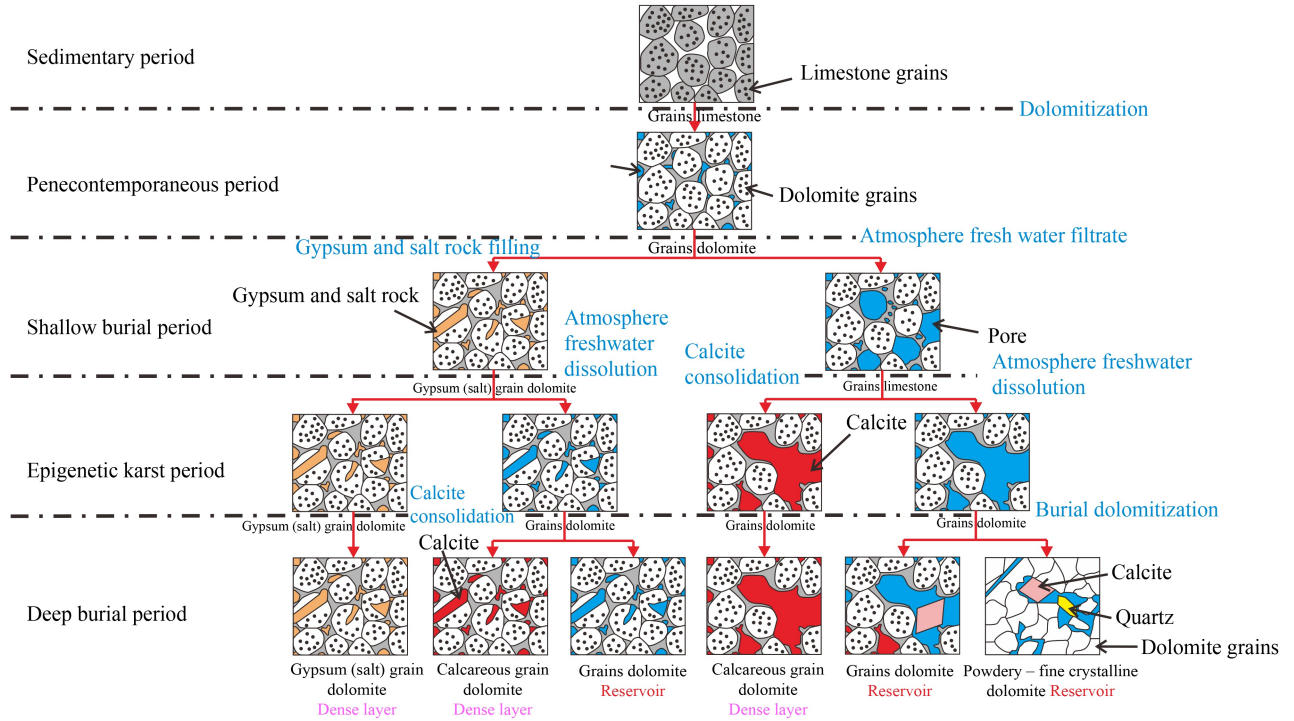 Sedimentary period
Limestone grains
Grains limestone
Dolomitization
Penecontemporaneous period
Dolomite grains
Gypsum and salt rock filling
Grains dolomite
Atmosphere fresh water filtrate
Shallow burial period
Gypsum and salt rock
Pore
Atmosphere
freshwater
dissolution
Calcite
consolidation
Atmosphere freshwater
dissolution
Gypsum (salt) grain dolomite
Grains limestone
Epigenetic karst period
Calcite
Calcite
consolidation
Gypsum (salt) grain dolomite
Grains dolomite
Grains dolomite
Grains dolomite
Burial dolomitization
Deep burial period
Calcite
Calcite
Quartz
Dolomite grains
Gypsum (salt) grain
dolomite
Dense layer
Calcareous grain
dolomite
Dense layer
Grains dolomite
Reservoir
Calcareous grain
dolomite
Dense layer
Grains dolomite
Reservoir
Powdery – fine crystalline
dolomite Reservoir